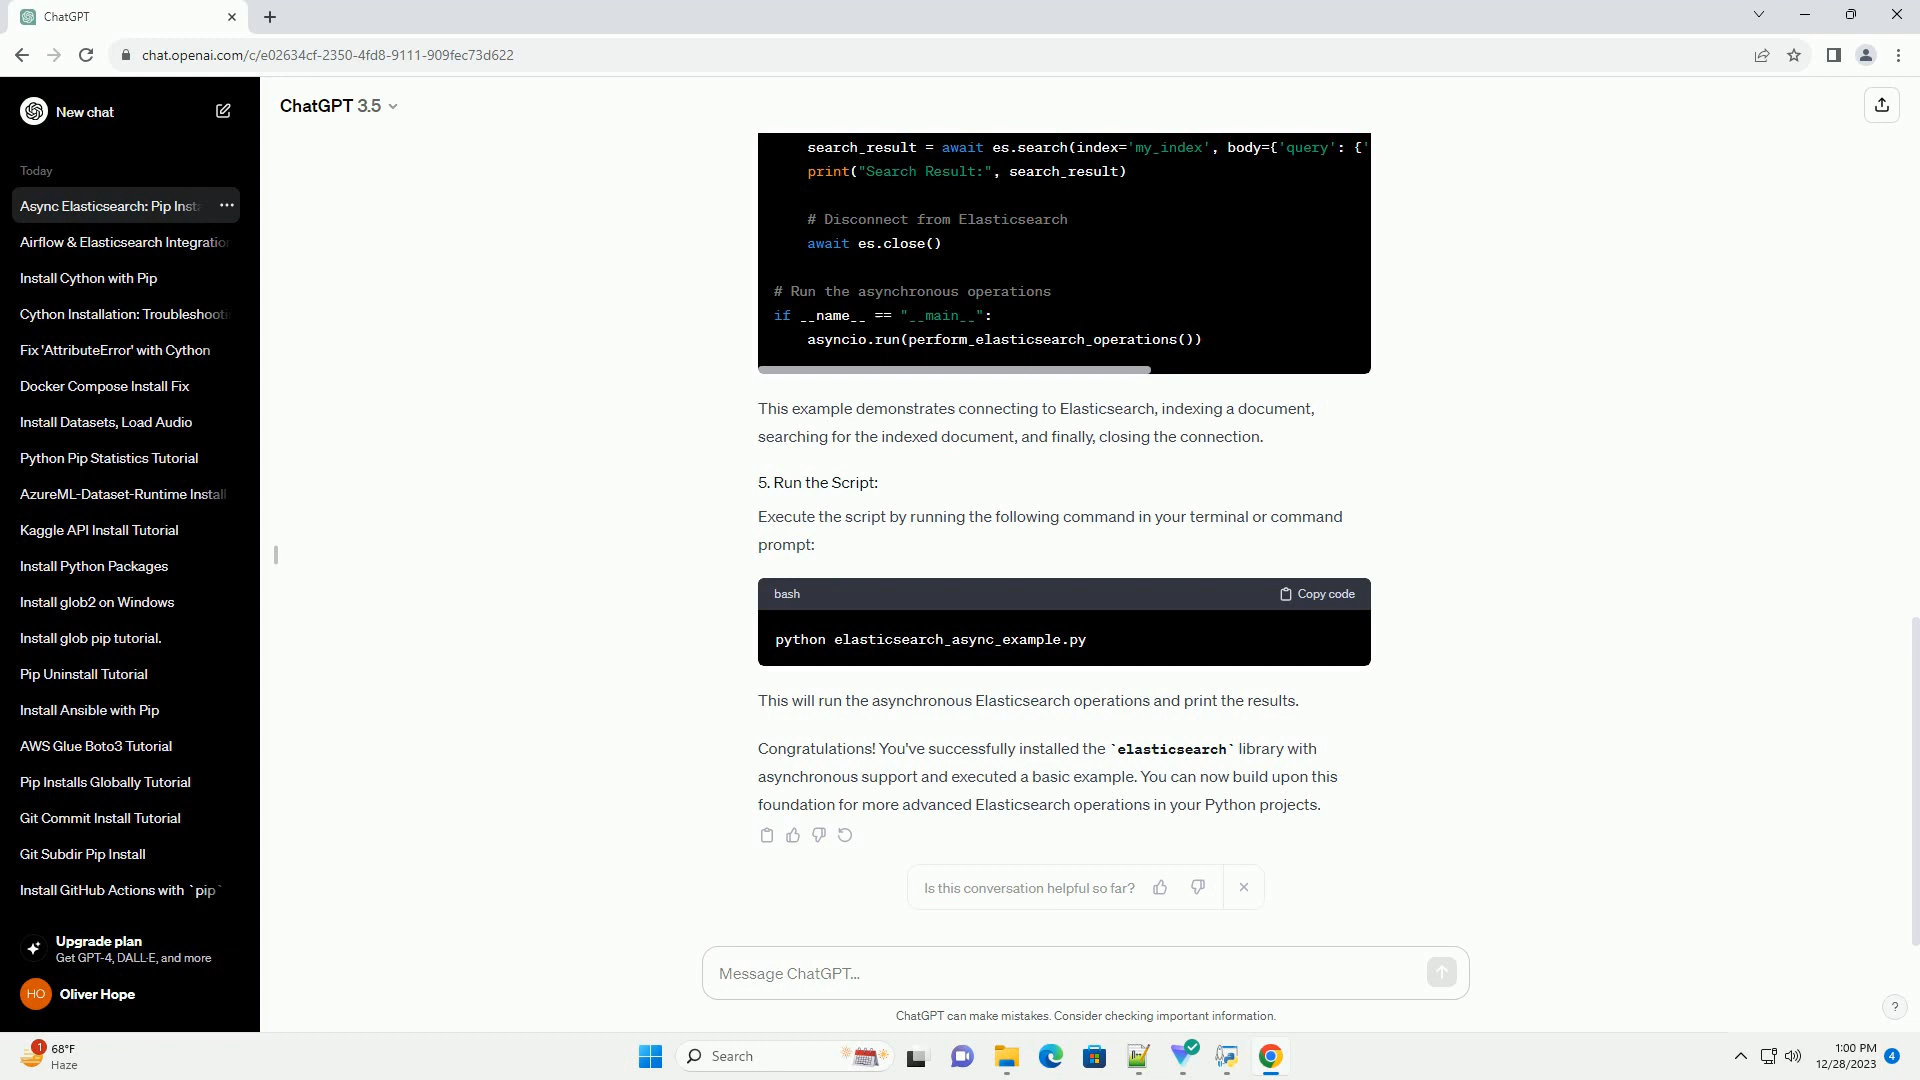 ChatGPT
chat.openai.com/c/e02634cf-2350-4fd8-9111-909fec73d622
New chat
Today
Async Elasticsearch: Pip Inst
Airflow & Elasticsearch Integration
Install Cython with Pip
Cython Installation: Troubleshooti
Fix 'AttributeError' with Cython
Docker Compose Install Fix
Install Datasets, Load Audio
Python Pip Statistics Tutorial
AzureML-Dataset-Runtime Install
Kaggle API Install Tutorial
Install Python Packages
Install glob2 on Windows
Install glob pip tutorial.
Pip Uninstall Tutorial
Install Ansible with Pip
AWS Glue Boto3 Tutorial
Pip Installs Globally Tutorial
Git Commit Install Tutorial
Git Subdir Pip Install
Install GitHub Actions with `pip`
Upgrade plan
Get GPT-4, DALL·E, and more
HO
Oliver Hope
ChatGPT 3.5
search_result = await es.search(index='my_index', body={'query': {'
print("Search Result:", search_result)
# Disconnect from Elasticsearch
await es.close()
# Run the asynchronous operations
if __name__ == "__main__":
asyncio.run(perform_elasticsearch_operations())
This example demonstrates connecting to Elasticsearch, indexing a document,
searching for the indexed document, and finally, closing the connection.
5. Run the Script:
Execute the script by running the following command in your terminal or command
prompt:
bash
Copy code
python elasticsearch_async_example.py
This will run the asynchronous Elasticsearch operations and print the results.
Congratulations! You've successfully installed the `elasticsearch` library with
asynchronous support and executed a basic example. You can now build upon this
foundation for more advanced Elasticsearch operations in your Python projects.
Is this conversation helpful so far?
Message ChatGPT...
ChatGPT can make mistakes. Consider checking important information.
?
1
68°F
Haze
Search
1:00 PM
12/28/2023
4